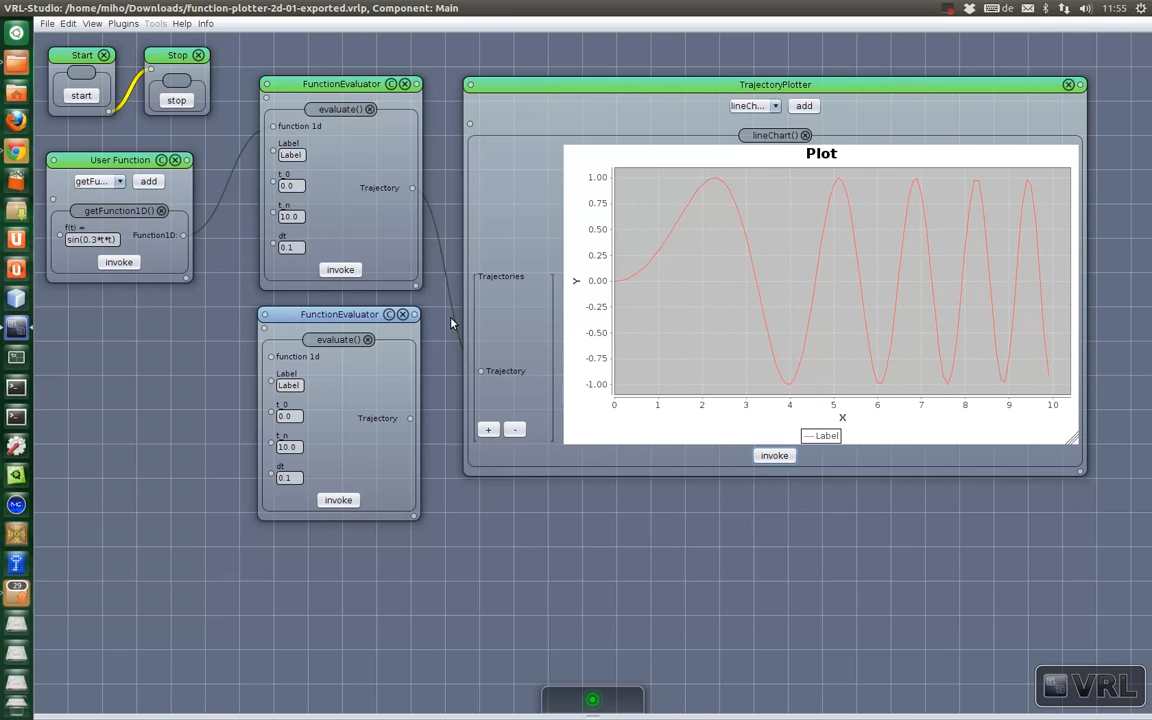 VRL-Studio: /home/miho/Downloads/function-plotter-2d-01-exported.vrlp, Component: Main
de
11:55
File Edit View Plugins Tools Help Info
Start
start
Stop
stop
User Function
getFu...
add
getFunction1D()
f(t) =
sin(0.3*t*t)
Function1D:
invoke
FunctionEvaluator
evaluate()
function 1d
Label
Label
t_0
0.0
Trajectory
t_n
10.0
dt
0.1
invoke
FunctionEvaluator
evaluate()
function 1d
Label
Label
t_0
0.0
Trajectory
t_n
10.0
dt
0.1
invoke
TrajectoryPlotter
lineCh...
add
lineChart()
Trajectories
Trajectory
+ -
Plot
1.00
0.75
0.50
0.25
0.00
-0.25
-0.50
-0.75
-1.00
Y
0 1 2 3 4 5 6 7 8 9 10
X
Label
invoke
29
VRL